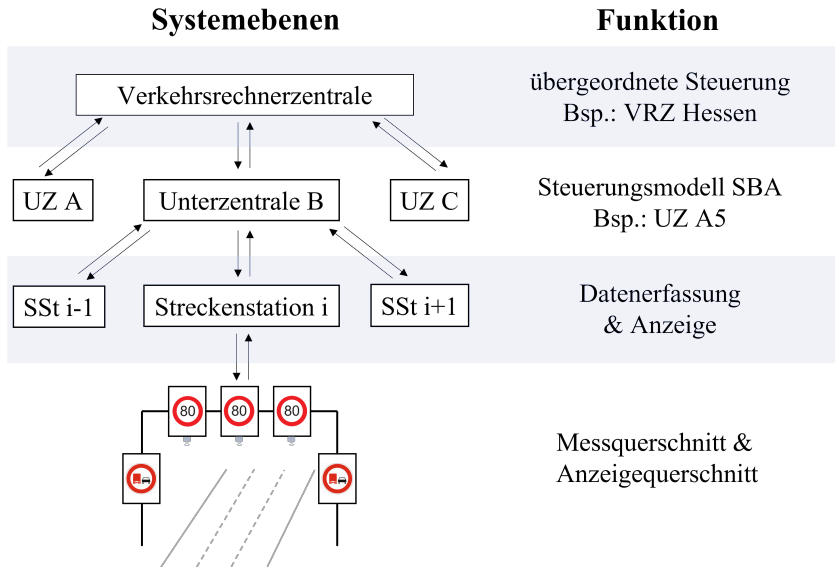 Systemebenen
Funktion
Verkehrsrechnerzentrale
übergeordnete Steuerung
Bsp.: VRZ Hessen
UZ A
Unterzentrale B
UZ C
Steuerungsmodell SBA
Bsp.: UZ A5
SSt i-1
Streckenstation i
SSt i+1
Datenerfassung
& Anzeige
80
80
80
Messquerschnitt &
Anzeigequerschnitt